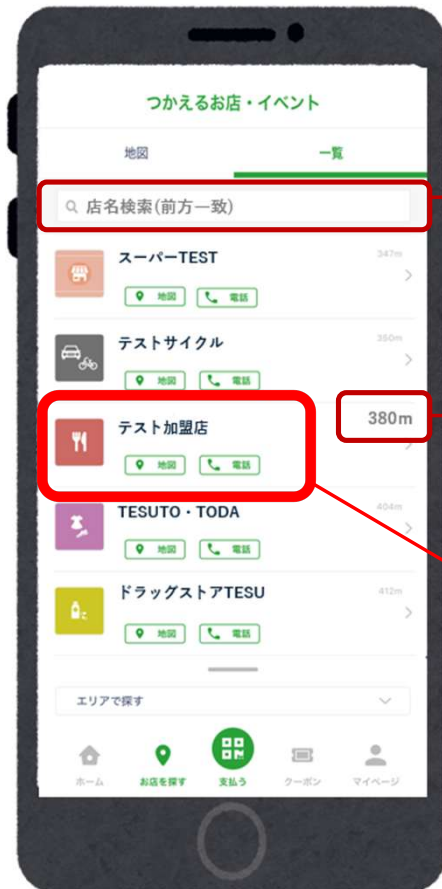 つかえるお店・イベント
地図 一覧
店名検索(前方一致)
スーパーTEST 347m
地図 電話
テストサイクル 350m
地図 電話
テスト加盟店 380m
地図 電話
TESUTO・TODA 404m
地図 電話
ドラッグストアTESU 412m
地図 電話
エリアで探す
ホーム お店を探す 支払う クーポン マイページ